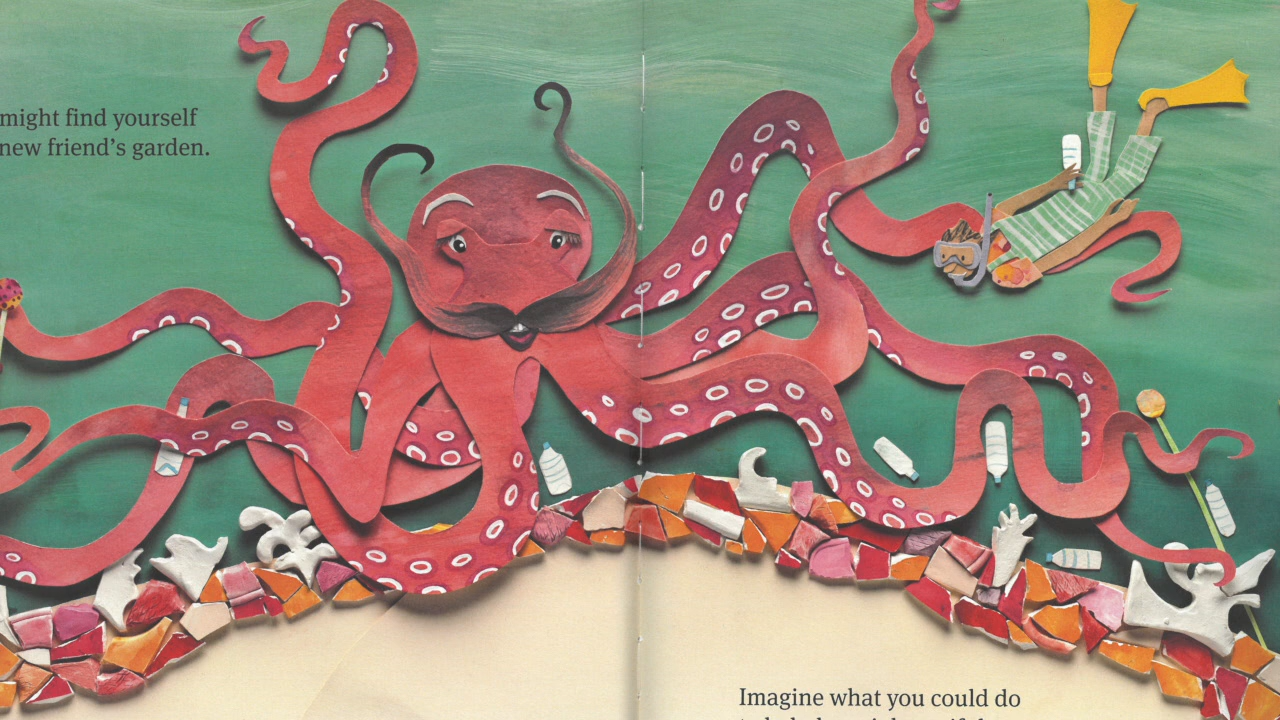 might find yourself
new friend's garden.
Imagine what you could do